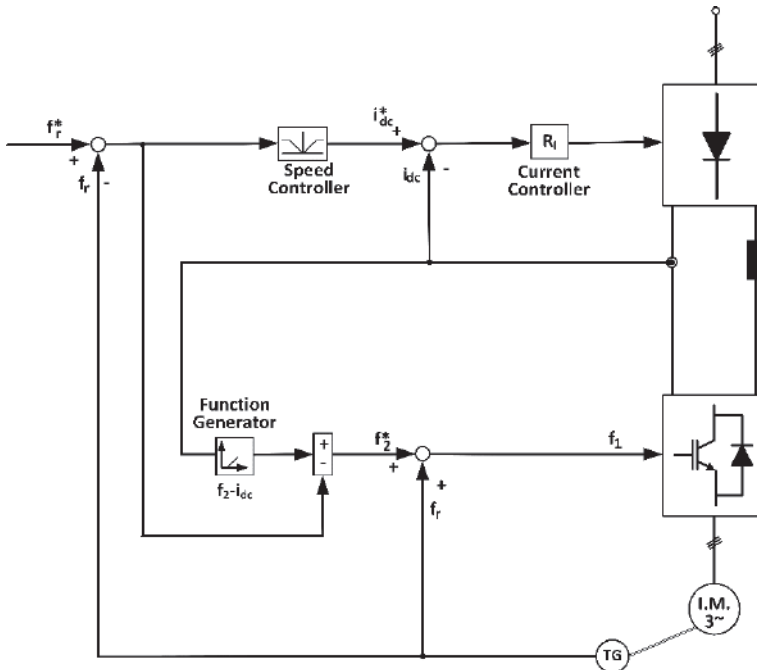 f*r
+
fr
-
Speed
Controller
i*dc
+
idc
-
RI
Current
Controller
Function
Generator
f2-idc
+
-
f*2
+
+
fr
f1
I.M.
3~
TG